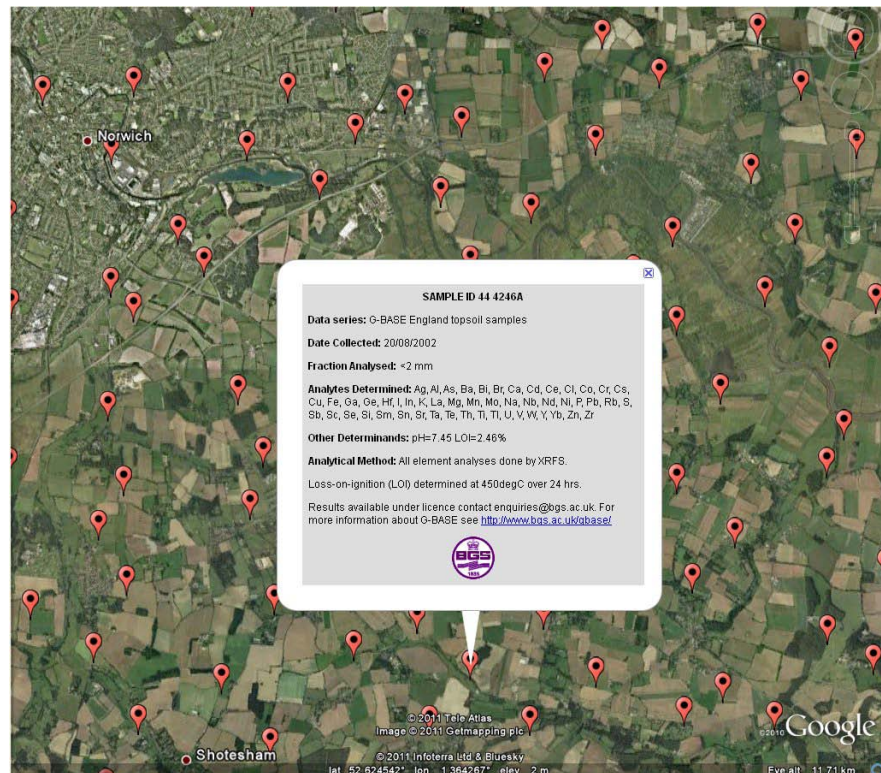 Norwich
SAMPLE ID 44 4246A
Data series: G-BASE England topsoil samples
Date Collected: 20/08/2002
Fraction Analysed: <2 mm
Analytes Determined: Ag, Al, As, Ba, Bi, Br, Ca, Cd, Ce, Cl, Co, Cr, Cs,
Cu, Fe, Ga, Ge, Hf, I, In, K, La, Mg, Mn, Mo, Na, Nb, Nd, Ni, P, Pb, Rb, S,
Sb, Sc, Se, Si, Sm, Sn, Sr, Ta, Te, Th, Ti, Tl, U, V, W, Y, Yb, Zn, Zr
Other Determinands: pH=7.45 LOI=2.46%
Analytical Method: All element analyses done by XRFS.
Loss-on-ignition (LOI) determined at 450degC over 24 hrs.
Results available under licence contact enquiries@bgs.ac.uk. For
more information about G-BASE see http://www.bgs.ac.uk/gbase/
BGS
1835
© 2011 Tele Atlas
Image © 2011 Getmapping plc
©2010 Google
Shotesham
© 2011 Infoterra Ltd & Bluesky
lat 52.624542° lon 1.364267° elev 2 m
Eye alt 11.71 km